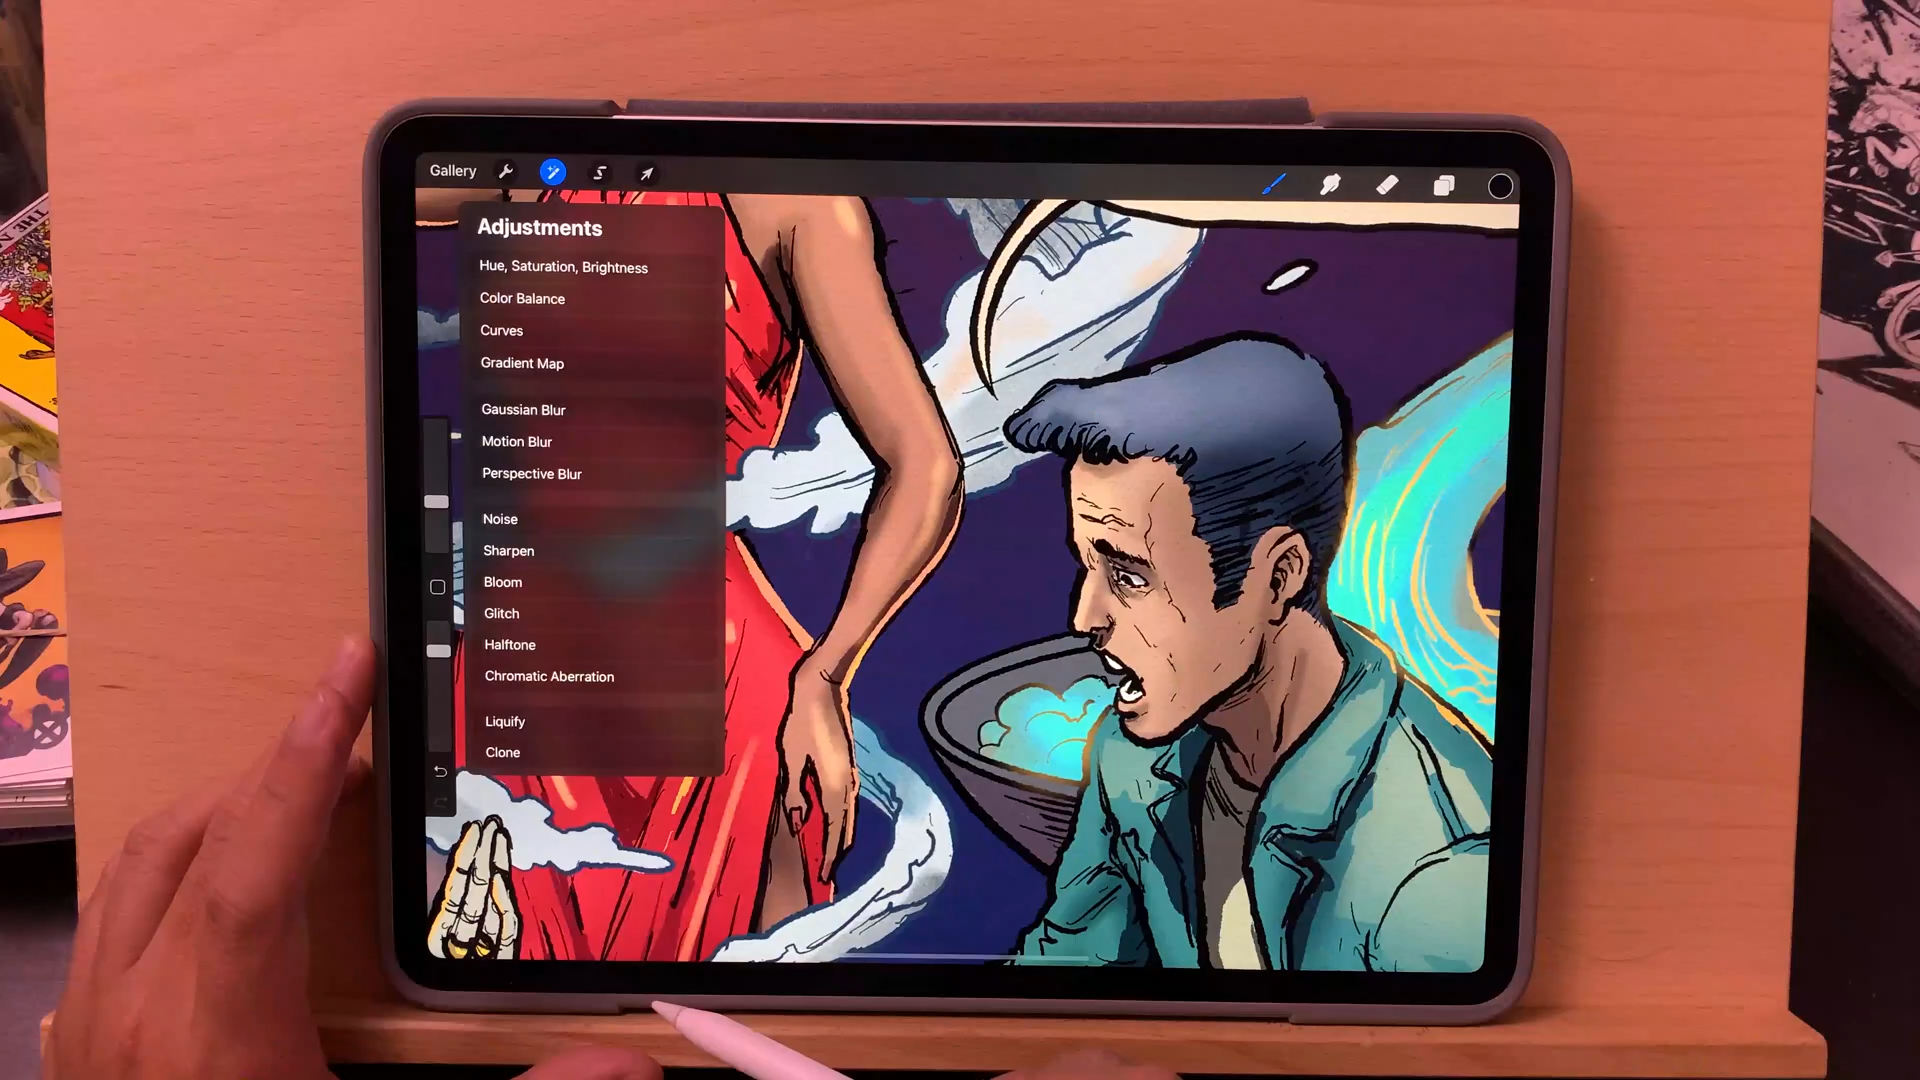 Gallery
Adjustments
Hue, Saturation, Brightness
Color Balance
Curves
Gradient Map
Gaussian Blur
Motion Blur
Perspective Blur
Noise
Sharpen
Bloom
Glitch
Halftone
Chromatic Aberration
Liquify
Clone
THE